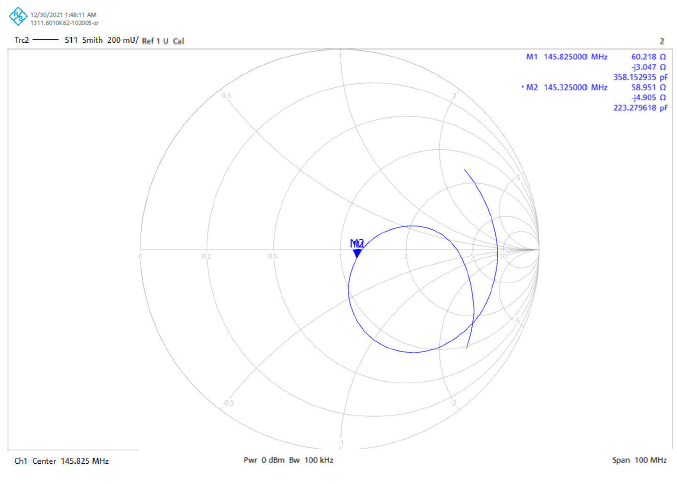 12/30/2021 1:48:11 AM
1311.6010K62-102005-ar
Trc2 S11 Smith 200 mU/ Ref 1 U Cal 2
M1 145.825000 MHz 60.218 Ω
-j3.047 Ω
358.152935 pF
• M2 145.325000 MHz 58.951 Ω
-j4.905 Ω
223.279618 pF
0.5
2
5
M2
0 0.2 0.5 1 2 5
-5
-0.5
-2
-1
Ch1 Center 145.825 MHz Pwr 0 dBm Bw 100 kHz Span 100 MHz